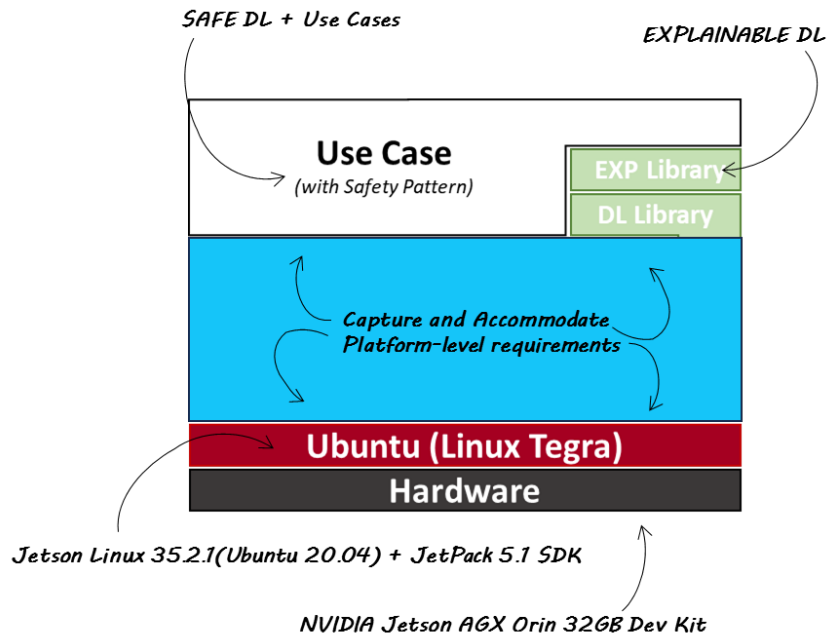 SAFE DL + Use Cases
EXPLAINABLE DL
Use Case
(with Safety Pattern)
EXP Library
DL Library
Capture and Accommodate
Platform-level requirements
Ubuntu (Linux Tegra)
Hardware
Jetson Linux 35.2.1(Ubuntu 20.04) + JetPack 5.1 SDK
NVIDIA Jetson AGX Orin 32GB Dev Kit